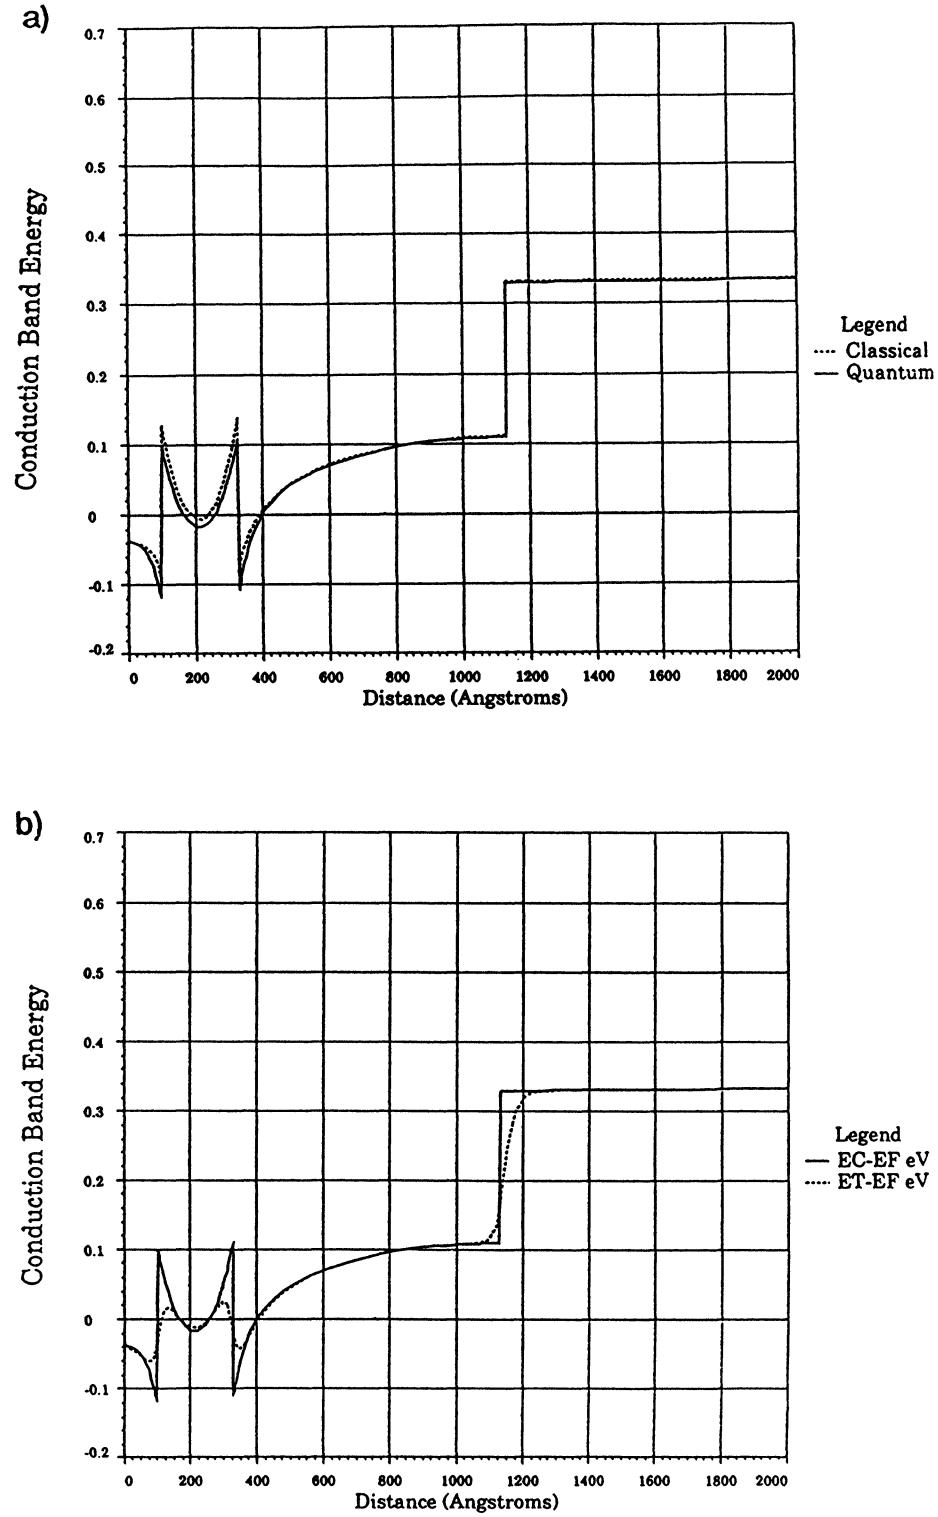 a)
0.7
0.6
0.5
0.4
0.3
0.2
0.1
0
-0.1
-0.2
Conduction Band Energy
0 200 400 600 800 1000 1200 1400 1600 1800 2000
Distance (Angstroms)
Legend
Classical
Quantum
b)
0.7
0.6
0.5
0.4
0.3
0.2
0.1
0
-0.1
-0.2
Conduction Band Energy
0 200 400 600 800 1000 1200 1400 1600 1800 2000
Distance (Angstroms)
Legend
EC-EF eV
ET-EF eV